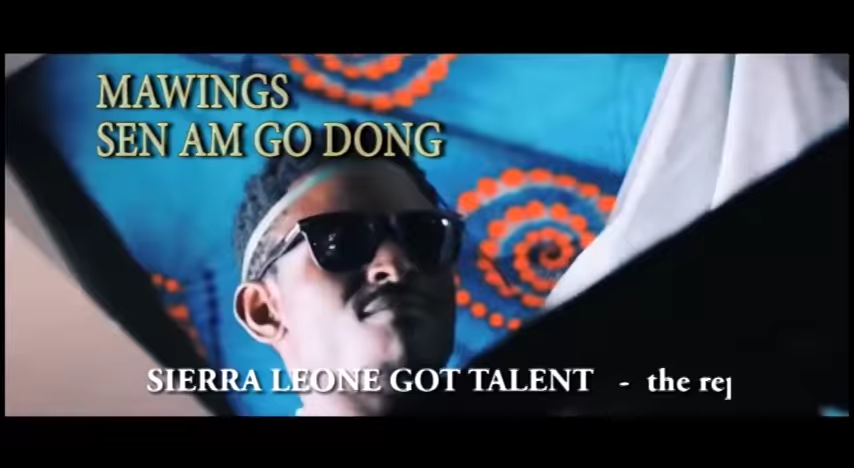 MAWINGS
SEN AM GO DONG
SIERRA LEONE GOT TALENT - the